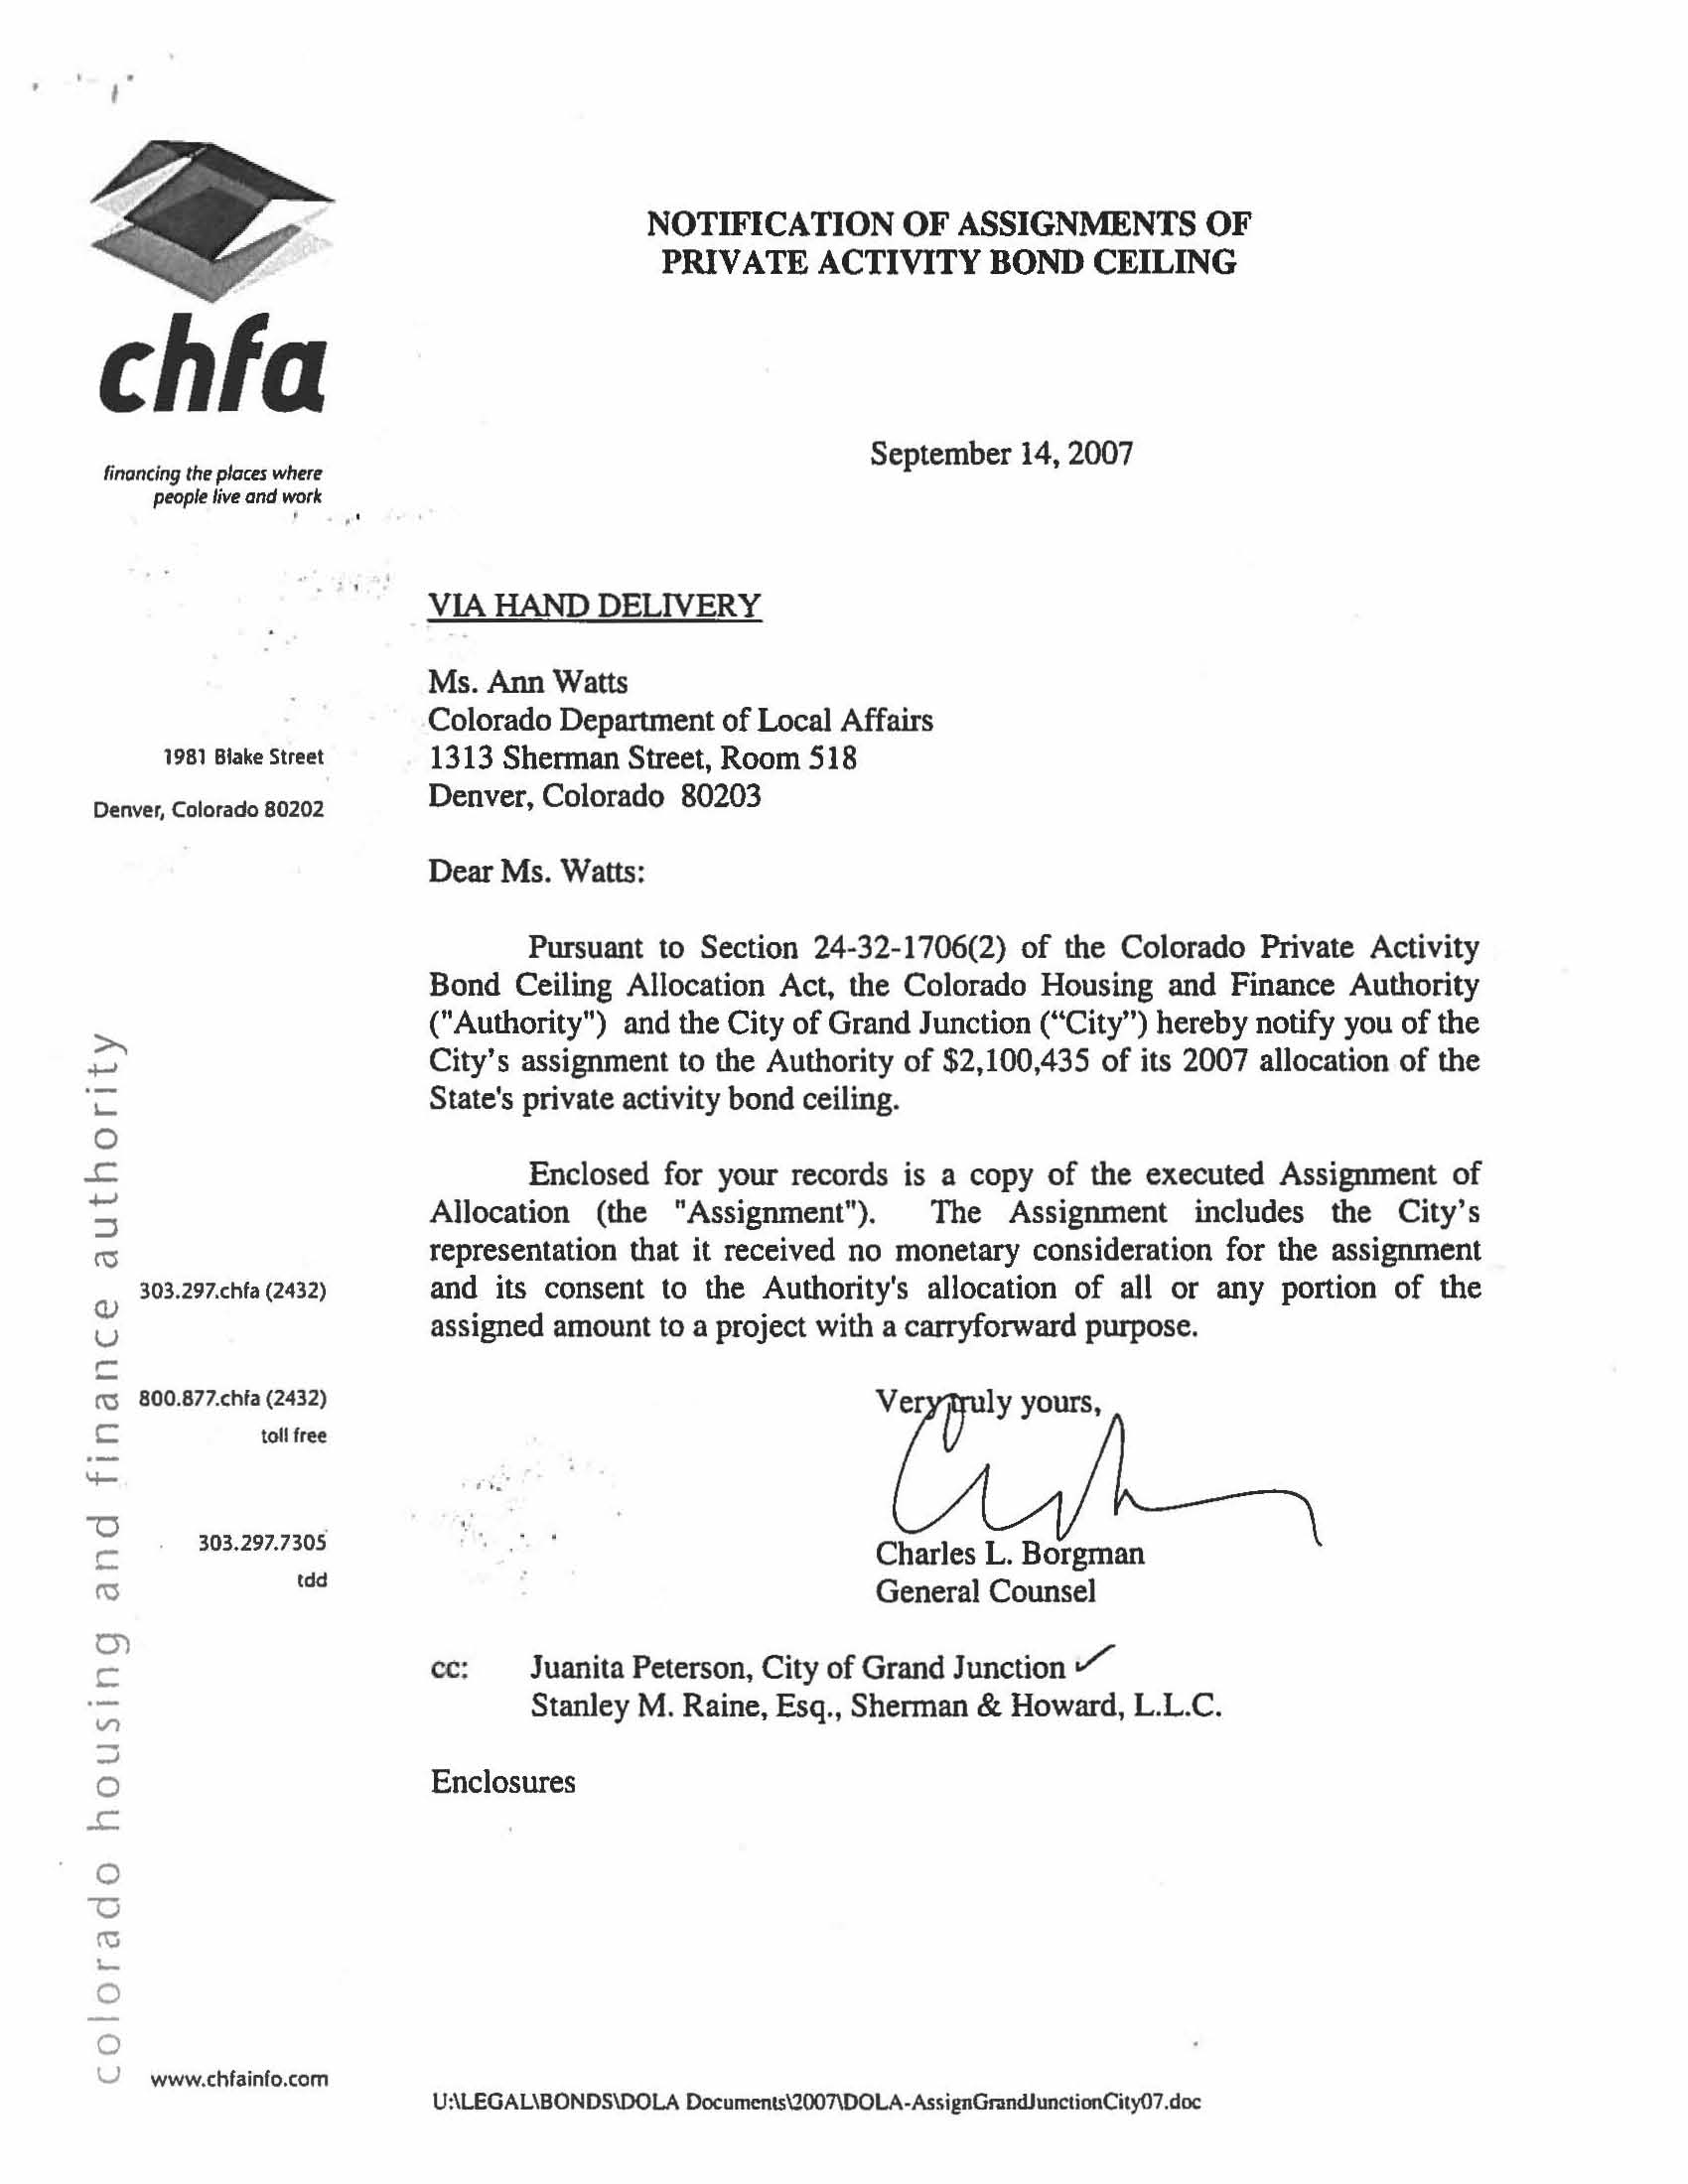 chfa
financing the places where
people live and work
NOTIFICATION OF ASSIGNMENTS OF
PRIVATE ACTIVITY BOND CEILING
September 14, 2007
VIA HAND DELIVERY
Ms. Ann Watts
Colorado Department of Local Affairs
1313 Sherman Street, Room 518
Denver, Colorado 80203
1981 Blake Street
Denver, Colorado 80202
Dear Ms. Watts:
Pursuant to Section 24-32-1706(2) of the Colorado Private Activity
Bond Ceiling Allocation Act, the Colorado Housing and Finance Authority
("Authority") and the City of Grand Junction (“City”) hereby notify you of the
City’s assignment to the Authority of $2,100,435 of its 2007 allocation of the
State's private activity bond ceiling.
Enclosed for your records is a copy of the executed Assignment of
Allocation (the "Assignment"). The Assignment includes the City’s
representation that it received no monetary consideration for the assignment
and its consent to the Authority's allocation of all or any portion of the
assigned amount to a project with a carryforward purpose.
303.297.chfa (2432)
800.877.chfa (2432)
toll free
303.297.7305
tdd
Very truly yours,
Charles L. Borgman
General Counsel
cc: Juanita Peterson, City of Grand Junction ✓
Stanley M. Raine, Esq., Sherman & Howard, L.L.C.
Enclosures
colorado housing and finance authority
www.chfainfo.com
U:\LEGAL\BONDS\DOLA Documents\2007\DOLA-AssignGrandJunctionCity07.doc